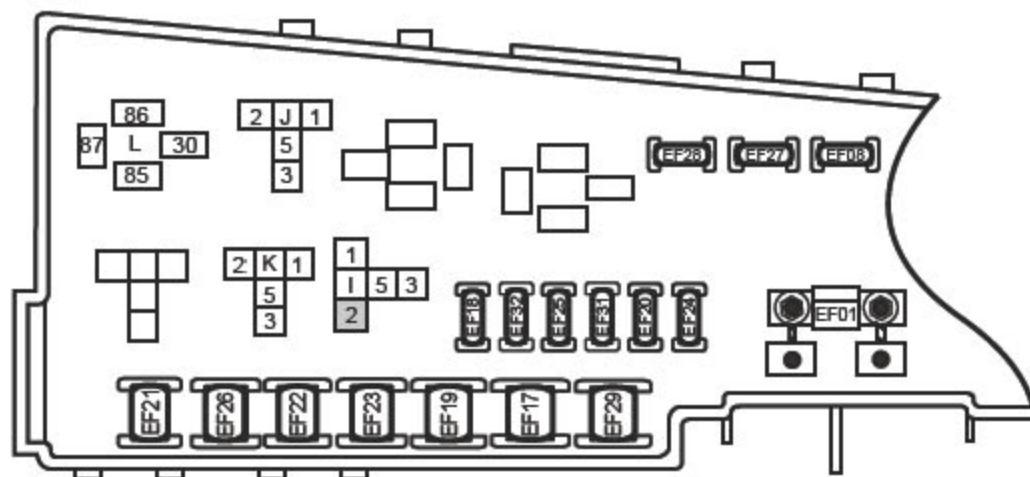 86
87 L 30
85
2 J 1
5
3
EF28 EF27 EF08
2 K 1
5
3
1
I 5 3
2
EF18 EF32 EF25 EF31 EF20 EF24
EF01
EF21 EF26 EF22 EF23 EF19 EF17 EF29